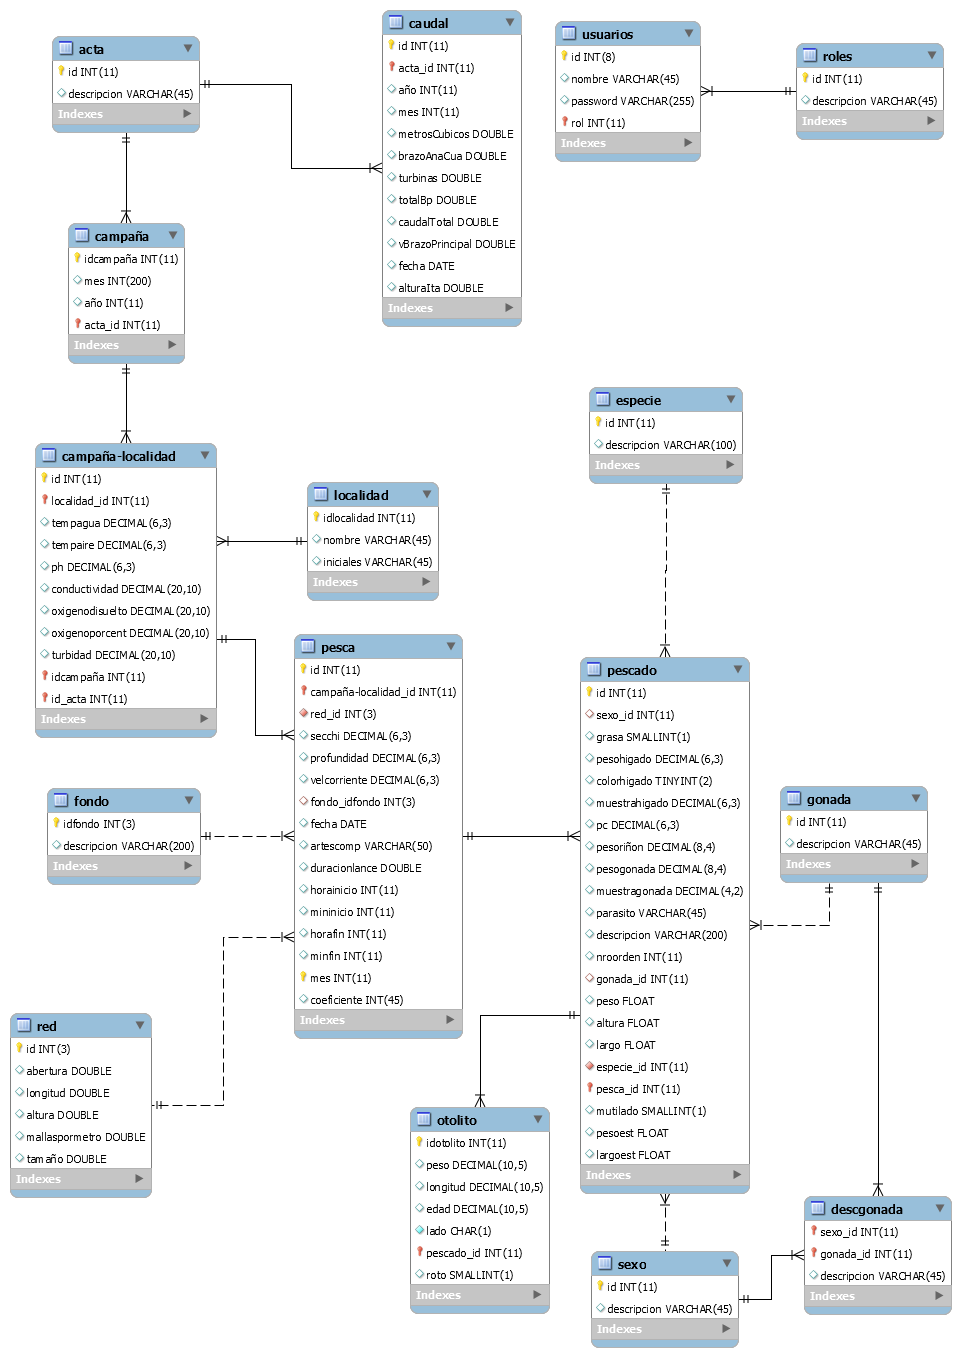 acta
id INT(11)
descripcion VARCHAR(45)
Indexes
caudal
id INT(11)
acta_id INT(11)
año INT(11)
mes INT(11)
metrosCubicos DOUBLE
brazoAnaCua DOUBLE
turbinas DOUBLE
totalBp DOUBLE
caudalTotal DOUBLE
vBrazoPrincipal DOUBLE
fecha DATE
alturaIta DOUBLE
Indexes
usuarios
id INT(8)
nombre VARCHAR(45)
password VARCHAR(255)
rol INT(11)
Indexes
roles
id INT(11)
descripcion VARCHAR(45)
Indexes
campaña
idcampaña INT(11)
mes INT(200)
año INT(11)
acta_id INT(11)
Indexes
campaña-localidad
id INT(11)
localidad_id INT(11)
tempagua DECIMAL(6,3)
tempaire DECIMAL(6,3)
ph DECIMAL(6,3)
conductividad DECIMAL(20,10)
oxigenodisuelto DECIMAL(20,10)
oxigenoporcent DECIMAL(20,10)
turbidad DECIMAL(20,10)
idcampaña INT(11)
id_acta INT(11)
Indexes
localidad
idlocalidad INT(11)
nombre VARCHAR(45)
iniciales VARCHAR(45)
Indexes
especie
id INT(11)
descripcion VARCHAR(100)
Indexes
pesca
id INT(11)
campaña-localidad_id INT(11)
red_id INT(3)
secchi DECIMAL(6,3)
profundidad DECIMAL(6,3)
velcorriente DECIMAL(6,3)
fondo_idfondo INT(3)
fecha DATE
artescomp VARCHAR(50)
duracionlance DOUBLE
horainicio INT(11)
mininicio INT(11)
horafin INT(11)
minfin INT(11)
mes INT(11)
coeficiente INT(45)
Indexes
pescado
id INT(11)
sexo_id INT(11)
grasa SMALLINT(1)
pesohigado DECIMAL(6,3)
colorhigado TINYINT(2)
muestrahigado DECIMAL(6,3)
pc DECIMAL(6,3)
pesoriñon DECIMAL(8,4)
pesogonada DECIMAL(8,4)
muestragonada DECIMAL(4,2)
parasito VARCHAR(45)
descripcion VARCHAR(200)
nroorden INT(11)
gonada_id INT(11)
peso FLOAT
altura FLOAT
largo FLOAT
especie_id INT(11)
pesca_id INT(11)
mutilado SMALLINT(1)
pesoest FLOAT
largoest FLOAT
Indexes
fondo
idfondo INT(3)
descripcion VARCHAR(200)
Indexes
gonada
id INT(11)
descripcion VARCHAR(45)
Indexes
red
id INT(3)
abertura DOUBLE
longitud DOUBLE
altura DOUBLE
mallaspormetro DOUBLE
tamaño DOUBLE
Indexes
otolito
idotolito INT(11)
peso DECIMAL(10,5)
longitud DECIMAL(10,5)
edad DECIMAL(10,5)
lado CHAR(1)
pescado_id INT(11)
roto SMALLINT(1)
Indexes
sexo
id INT(11)
descripcion VARCHAR(45)
Indexes
descgonada
sexo_id INT(11)
gonada_id INT(11)
descripcion VARCHAR(45)
Indexes